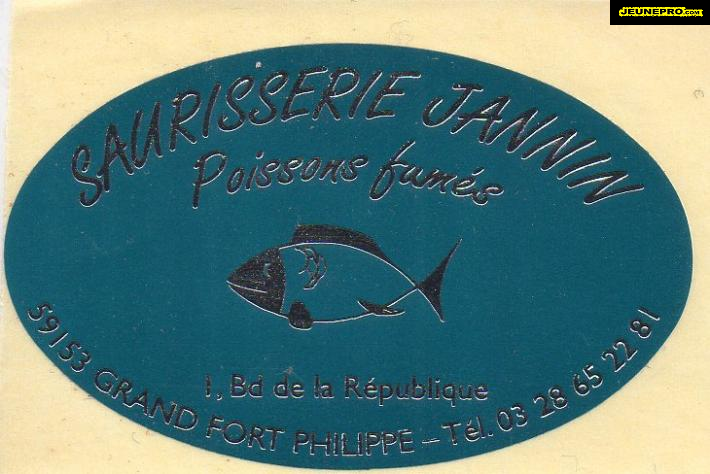 JEUNEPRO.COM
SAURISSERIE JANNIN
Poissons fumés
1, Bd de la République
59153 GRAND FORT PHILIPPE - Tél. 03 28 65 22 81